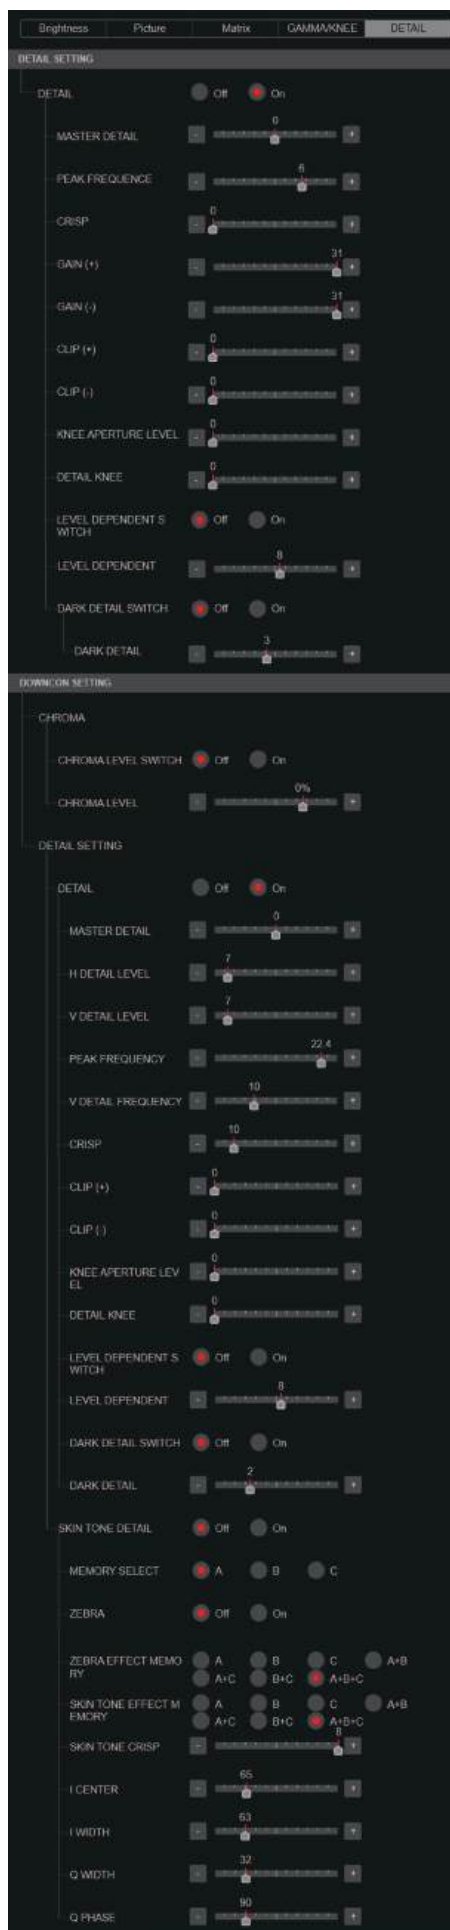 Brightness Picture Matrix GAMMA/KNEE DETAIL
DETAIL SETTING
DETAIL Off On
0
MASTER DETAIL - +
6
PEAK FREQUENCE - +
0
CRISP - +
31
GAIN (+) - +
31
GAIN (-) - +
0
CLIP (+) - +
0
CLIP (-) - +
0
KNEE APERTURE LEVEL - +
0
DETAIL KNEE - +
LEVEL DEPENDENT S Off On
WITCH
8
LEVEL DEPENDENT - +
DARK DETAIL SWITCH Off On
3
DARK DETAIL - +
DOWNCON SETTING
CHROMA
CHROMA LEVEL SWITCH Off On
0%
CHROMA LEVEL - +
DETAIL SETTING
DETAIL Off On
0
MASTER DETAIL - +
7
H DETAIL LEVEL - +
7
V DETAIL LEVEL - +
22.4
PEAK FREQUENCY - +
10
V DETAIL FREQUENCY - +
10
CRISP - +
0
CLIP (+) - +
0
CLIP (-) - +
0
KNEE APERTURE LEV - +
EL
0
DETAIL KNEE - +
LEVEL DEPENDENT S Off On
WITCH
8
LEVEL DEPENDENT - +
DARK DETAIL SWITCH Off On
2
DARK DETAIL - +
SKIN TONE DETAIL Off On
MEMORY SELECT A B C
ZEBRA Off On
ZEBRA EFFECT MEMO A B C A+B
RY A+C B+C A+B+C
SKIN TONE EFFECT M A B C A+B
EMORY A+C B+C A+B+C
8
SKIN TONE CRISP - +
65
I CENTER - +
63
I WIDTH - +
32
Q WIDTH - +
90
Q PHASE - +